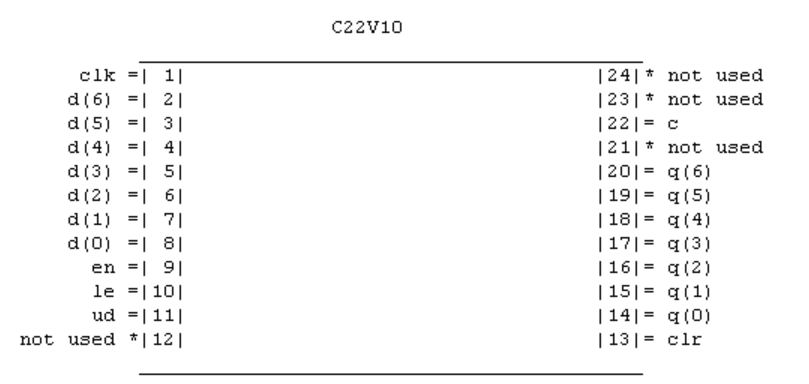 C22V10
clk =| 1| |24|* not used
d(6) =| 2| |23|* not used
d(5) =| 3| |22|= c
d(4) =| 4| |21|* not used
d(3) =| 5| |20|= q(6)
d(2) =| 6| |19|= q(5)
d(1) =| 7| |18|= q(4)
d(0) =| 8| |17|= q(3)
en =| 9| |16|= q(2)
le =|10| |15|= q(1)
ud =|11| |14|= q(0)
not used *|12| |13|= clr